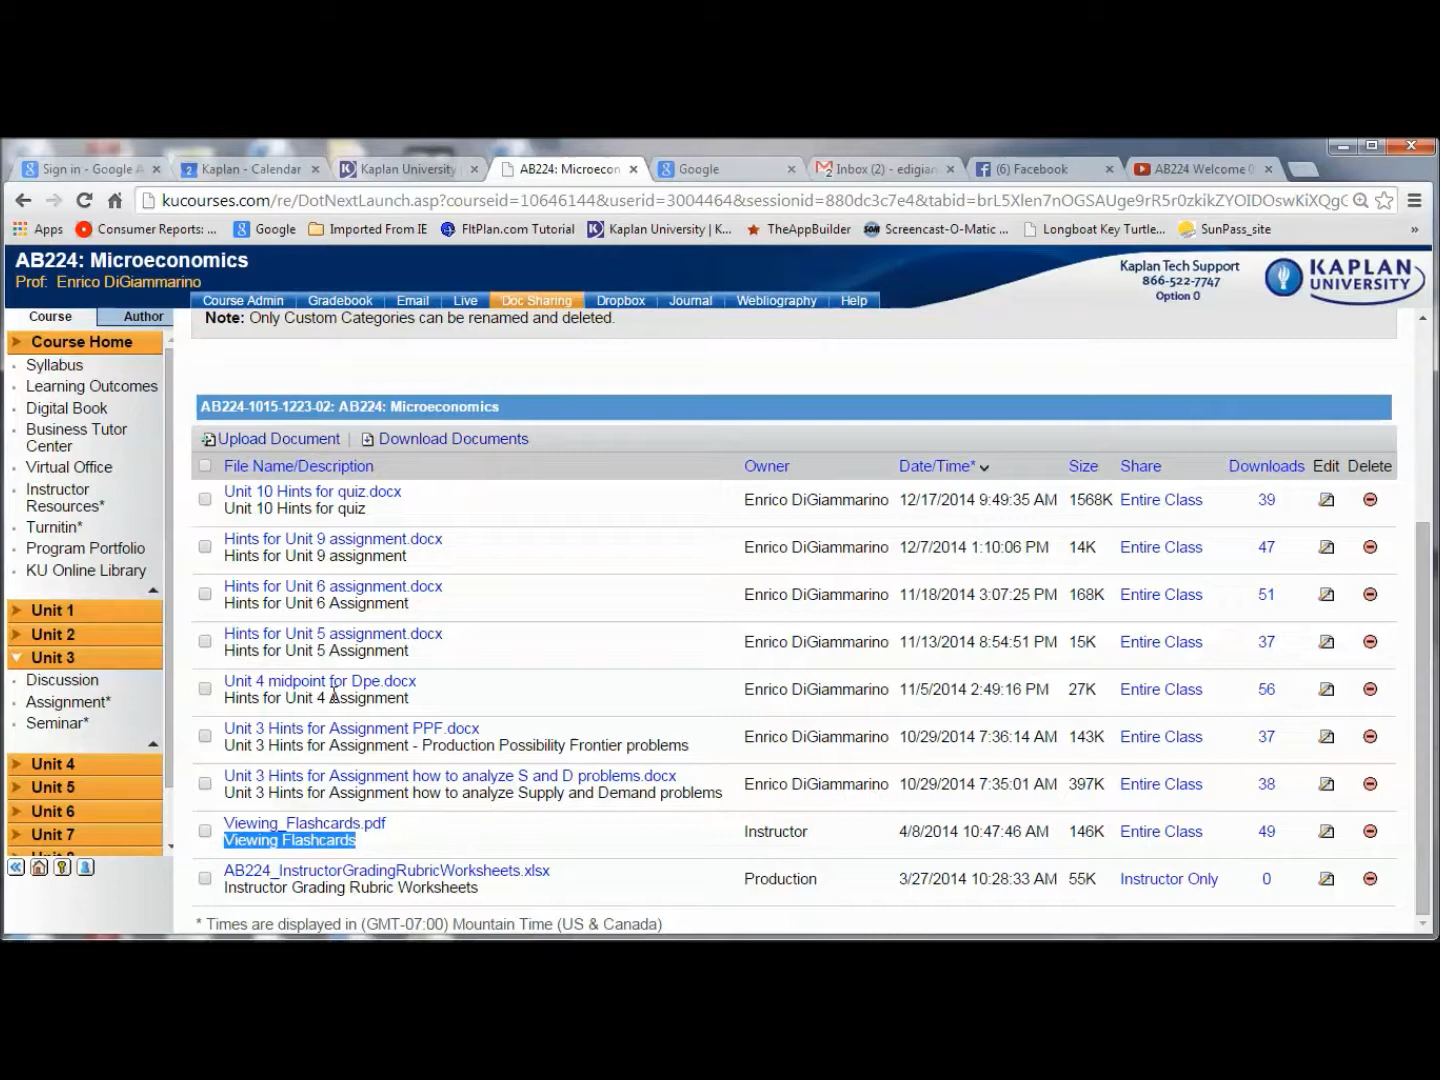 Sign in - Google A
Kaplan - Calendar
Kaplan University
AB224: Microecon
Google
Inbox (2) - edigian
(6) Facebook
AB224 Welcome
kucourses.com/re/DotNextLaunch.asp?courseid=10646144&userid=3004464&sessionid=880dc3c7e4&tabid=
Apps
Consumer Reports: ...
Google
Imported From IE
FltPlan.com Tutorial
Kaplan University | K...
TheAppBuilder
Screencast-O-Matic ...
Longboat Key Turtle...
SunPass_site
»
AB224: Microeconomics
Prof: Enrico DiGiammarino
Kaplan Tech Support
866-522-7747
Option 0
KAPLAN
UNIVERSITY
Course Admin Gradebook Email Live Doc Sharing Dropbox Journal Webliography Help
Course Author
Note: Only Custom Categories can be renamed and deleted.
Course Home
Syllabus
Learning Outcomes
Digital Book
Business Tutor
Center
Virtual Office
Instructor
Resources*
Turnitin*
Program Portfolio
KU Online Library
Unit 1
Unit 2
Unit 3
Discussion
Assignment*
Seminar*
Unit 4
Unit 5
Unit 6
Unit 7
AB224-1015-1223-02: AB224: Microeconomics
Upload Document | Download Documents
File Name/Description Owner Date/Time* Size Share Downloads Edit Delete
Unit 10 Hints for quiz.docx
Unit 10 Hints for quiz
Enrico DiGiammarino 12/17/2014 9:49:35 AM 1568K Entire Class 39
Hints for Unit 9 assignment.docx
Hints for Unit 9 assignment
Enrico DiGiammarino 12/7/2014 1:10:06 PM 14K Entire Class 47
Hints for Unit 6 assignment.docx
Hints for Unit 6 Assignment
Enrico DiGiammarino 11/18/2014 3:07:25 PM 168K Entire Class 51
Hints for Unit 5 assignment.docx
Hints for Unit 5 Assignment
Enrico DiGiammarino 11/13/2014 8:54:51 PM 15K Entire Class 37
Unit 4 midpoint for Dpe.docx
Hints for Unit 4 Assignment
Enrico DiGiammarino 11/5/2014 2:49:16 PM 27K Entire Class 56
Unit 3 Hints for Assignment PPF.docx
Unit 3 Hints for Assignment - Production Possibility Frontier problems
Enrico DiGiammarino 10/29/2014 7:36:14 AM 143K Entire Class 37
Unit 3 Hints for Assignment how to analyze S and D problems.docx
Unit 3 Hints for Assignment how to analyze Supply and Demand problems
Enrico DiGiammarino 10/29/2014 7:35:01 AM 397K Entire Class 38
Viewing_Flashcards.pdf
Viewing Flashcards
Instructor 4/8/2014 10:47:46 AM 146K Entire Class 49
AB224_InstructorGradingRubricWorksheets.xlsx
Instructor Grading Rubric Worksheets
Production 3/27/2014 10:28:33 AM 55K Instructor Only 0
* Times are displayed in (GMT-07:00) Mountain Time (US & Canada)